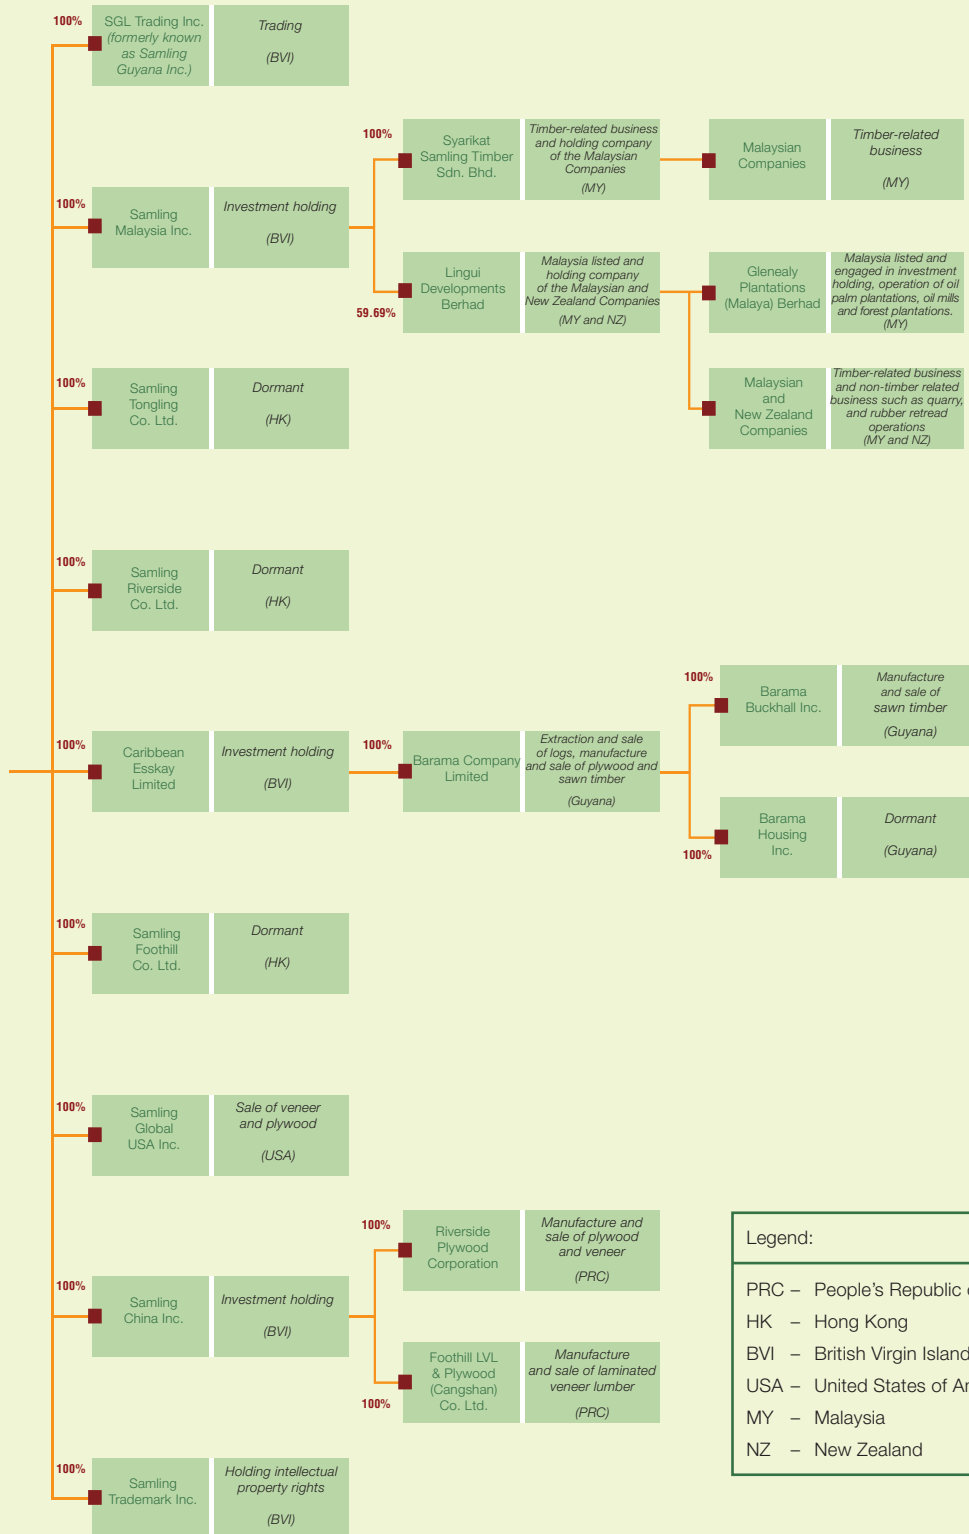 100%
SGL Trading Inc.
(formerly known
as Samling
Guyana Inc.)
Trading
(BVI)
100%
Samling
Malaysia Inc.
Investment holding
(BVI)
100%
Syarikat
Samling Timber
Sdn. Bhd.
Timber-related business
and holding company
of the Malaysian
Companies
(MY)
Malaysian
Companies
Timber-related
business
(MY)
59.69%
Lingui
Developments
Berhad
Malaysia listed and
holding company
of the Malaysian and
New Zealand Companies
(MY and NZ)
Glenealy
Plantations
(Malaya) Berhad
Malaysia listed and
engaged in investment
holding, operation of oil
palm plantations, oil mills
and forest plantations.
(MY)
Malaysian
and
New Zealand
Companies
Timber-related business
and non-timber related
business such as quarry,
and rubber retread
operations
(MY and NZ)
100%
Samling
Tongling
Co. Ltd.
Dormant
(HK)
100%
Samling
Riverside
Co. Ltd.
Dormant
(HK)
100%
Caribbean
Esskay
Limited
Investment holding
(BVI)
100%
Barama Company
Limited
Extraction and sale
of logs, manufacture
and sale of plywood and
sawn timber
(Guyana)
100%
Barama
Buckhall Inc.
Manufacture
and sale of
sawn timber
(Guyana)
100%
Barama
Housing
Inc.
Dormant
(Guyana)
100%
Samling
Foothill
Co. Ltd.
Dormant
(HK)
100%
Samling
Global
USA Inc.
Sale of veneer
and plywood
(USA)
100%
Samling
China Inc.
Investment holding
(BVI)
100%
Riverside
Plywood
Corporation
Manufacture and
sale of plywood
and veneer
(PRC)
100%
Foothill LVL
& Plywood
(Cangshan)
Co. Ltd.
Manufacture
and sale of laminated
veneer lumber
(PRC)
100%
Samling
Trademark Inc.
Holding intellectual
property rights
(BVI)
Legend:
PRC – People's Republic
HK – Hong Kong
BVI – British Virgin Island
USA – United States of
MY – Malaysia
NZ – New Zealand